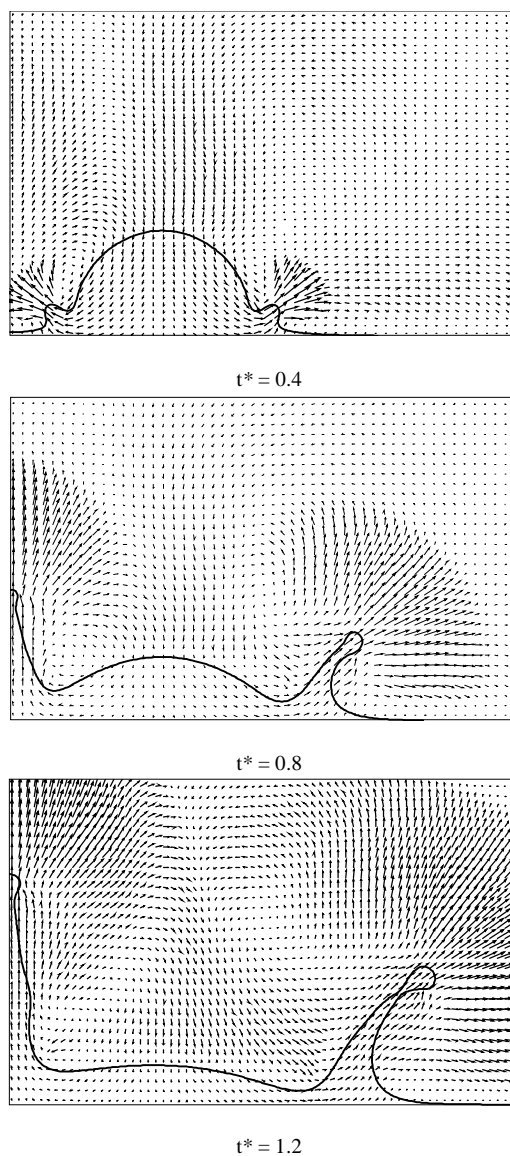 t* = 0.4
t* = 0.8
t* = 1.2